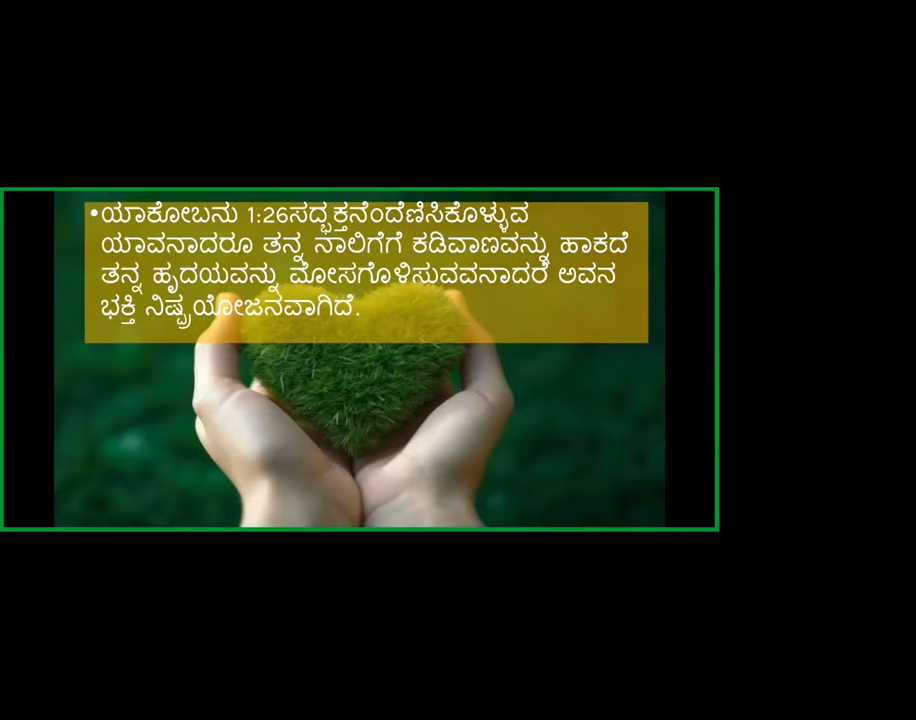 •ಯಾಕೋಬನು 1:26ಸದ್ಭಕ್ತನೆಂದೆಣಿಸಿಕೊಳ್ಳುವ
ಯಾವನಾದರೂ ತನ್ನ ನಾಲಿಗೆಗೆ ಕಡಿವಾಣವನ್ನು ಹಾಕದೆ
ತನ್ನ ಹೃದಯವನ್ನು ಮೋಸಗೊಳಿಸುವವನಾದರೆ ಅವನ
ಭಕ್ತಿ ನಿಷ್ಪ್ರಯೋಜನವಾಗಿದೆ.